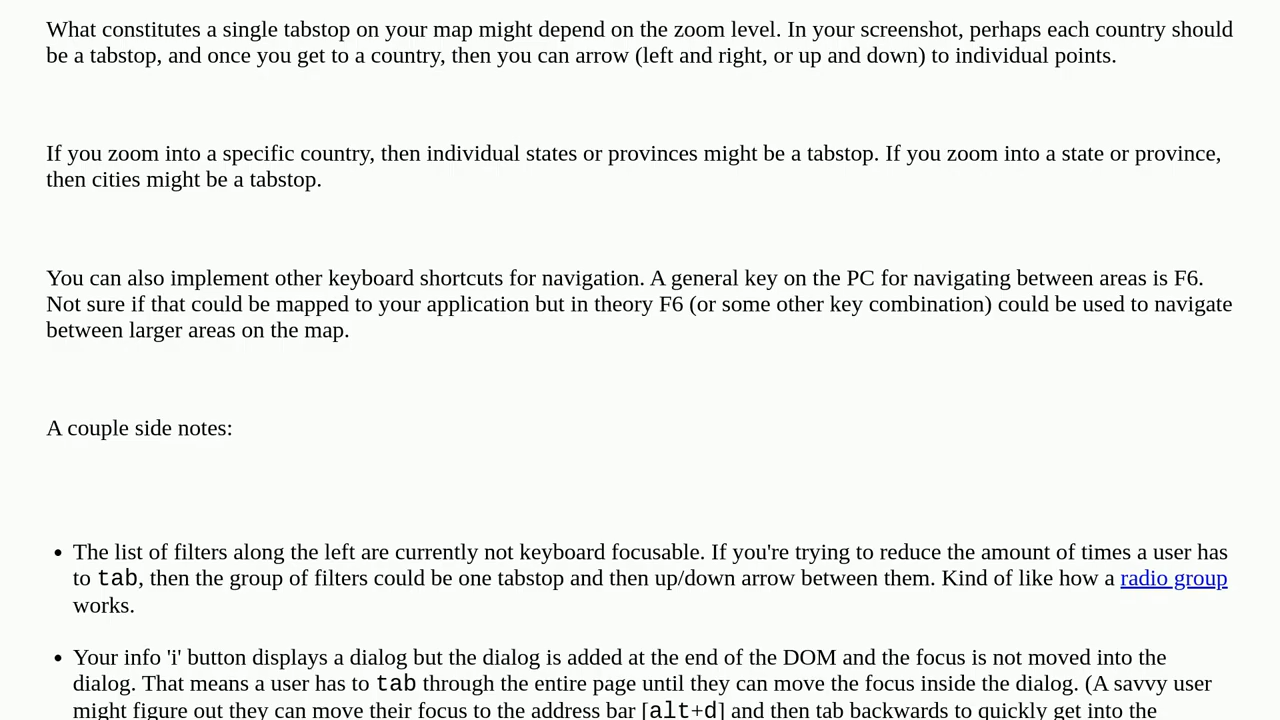 What constitutes a single tabstop on your map might depend on the zoom level. In your screenshot, perhaps each country should
be a tabstop, and once you get to a country, then you can arrow (left and right, or up and down) to individual points.
If you zoom into a specific country, then individual states or provinces might be a tabstop. If you zoom into a state or province,
then cities might be a tabstop.
You can also implement other keyboard shortcuts for navigation. A general key on the PC for navigating between areas is F6.
Not sure if that could be mapped to your application but in theory F6 (or some other key combination) could be used to navigate
between larger areas on the map.
A couple side notes:
• The list of filters along the left are currently not keyboard focusable. If you're trying to reduce the amount of times a user has
to tab, then the group of filters could be one tabstop and then up/down arrow between them. Kind of like how a radio group
works.
• Your info 'i' button displays a dialog but the dialog is added at the end of the DOM and the focus is not moved into the
dialog. That means a user has to tab through the entire page until they can move the focus inside the dialog. (A savvy user
might figure out they can move their focus to the address bar [alt+d] and then tab backwards to quickly get into the